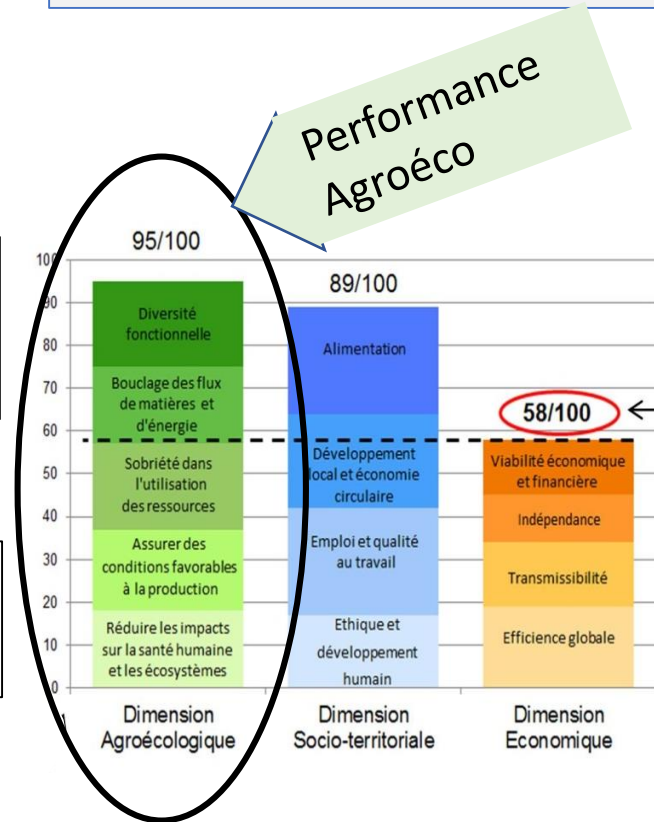 Performance
Agroéco
95/100
89/100
58/100
100
90
80
70
60
50
40
30
20
10
0
Diversité
fonctionnelle
Bouclage des flux
de matières et
d'énergie
Sobriété dans
l'utilisation
des ressources
Assurer des
conditions favorables
à la production
Réduire les impacts
sur la santé humaine
et les écosystèmes
Alimentation
Développement
local et économie
circulaire
Emploi et qualité
au travail
Ethique et
développement
humain
Viabilité économique
et financière
Indépendance
Transmissibilité
Efficience globale
Dimension
Agroécologique
Dimension
Socio-territoriale
Dimension
Economique